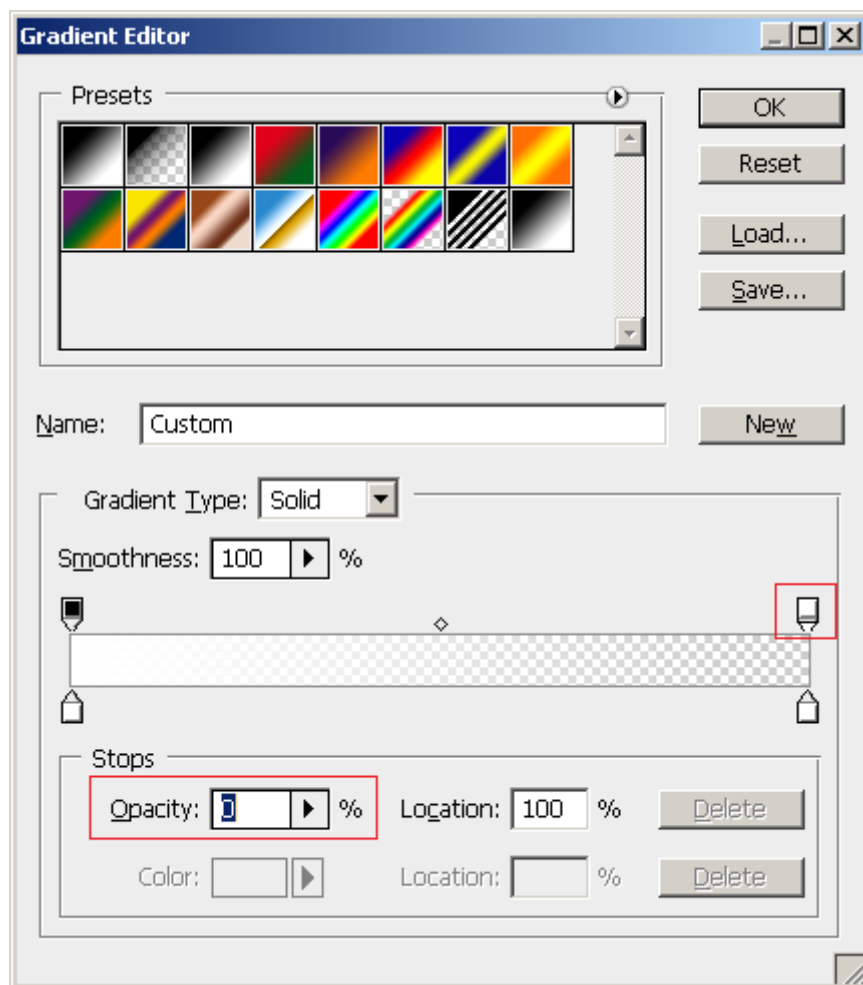 Gradient Editor
Presets
OK
Reset
Load...
Save...
Name: Custom New
Gradient Type: Solid
Smoothness: 100 %
Stops
Opacity: 0 % Location: 100 % Delete
Color: Location: % Delete